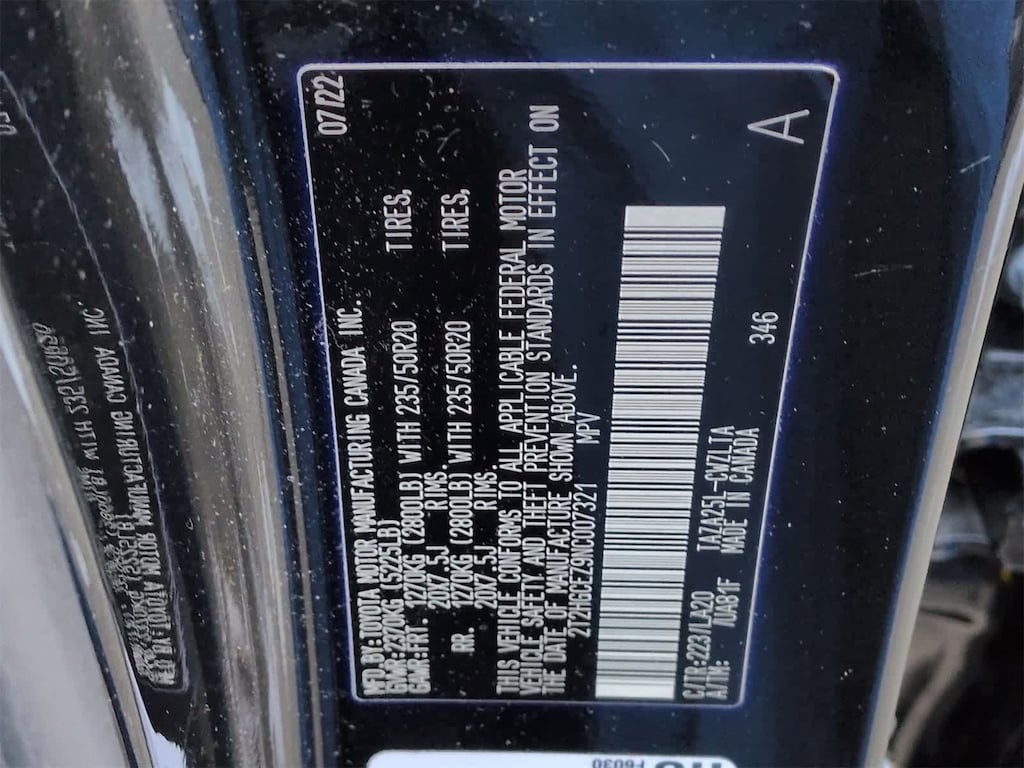 MFD.BY:TOYOTA MOTOR MANUFACTURING CANADA INC. 07/22
GVWR:2370KG (5225LB)
GAWR:FRT. 1270KG (2800LB) WITH 235/50R20 TIRES,
20X7.5J RIMS.
RR. 1270KG (2800LB) WITH 235/50R20 TIRES,
20X7.5J RIMS.
THIS VEHICLE CONFORMS TO ALL APPLICABLE FEDERAL MOTOR
VEHICLE SAFETY AND THEFT PREVENTION STANDARDS IN EFFECT ON
THE DATE OF MANUFACTURE SHOWN ABOVE.
2T2HGCEZ9NC007321 MPV
C/TR:223/LA20 TAZA25L-CWZLTA 346
A/TM: /UA81F MADE IN CANADA
A
F6030